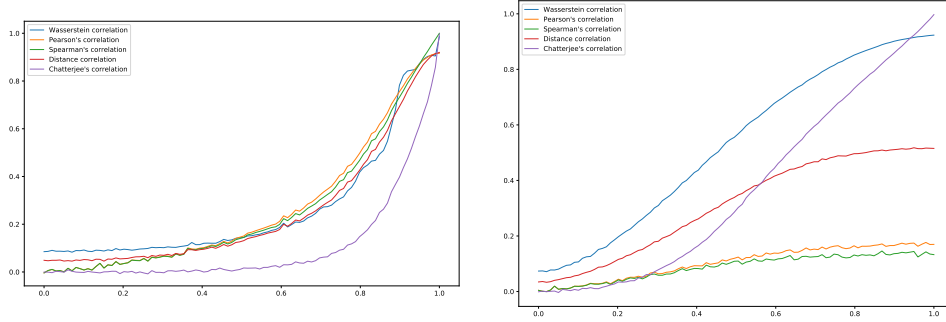 Wasserstein correlation
Pearson's correlation
Spearman's correlation
Distance correlation
Chatterjee's correlation
1.0
0.8
0.6
0.4
0.2
0.0
0.0 0.2 0.4 0.6 0.8 1.0
Wasserstein correlation
Pearson's correlation
Spearman's correlation
Distance correlation
Chatterjee's correlation
1.0
0.8
0.6
0.4
0.2
0.0
0.0 0.2 0.4 0.6 0.8 1.0